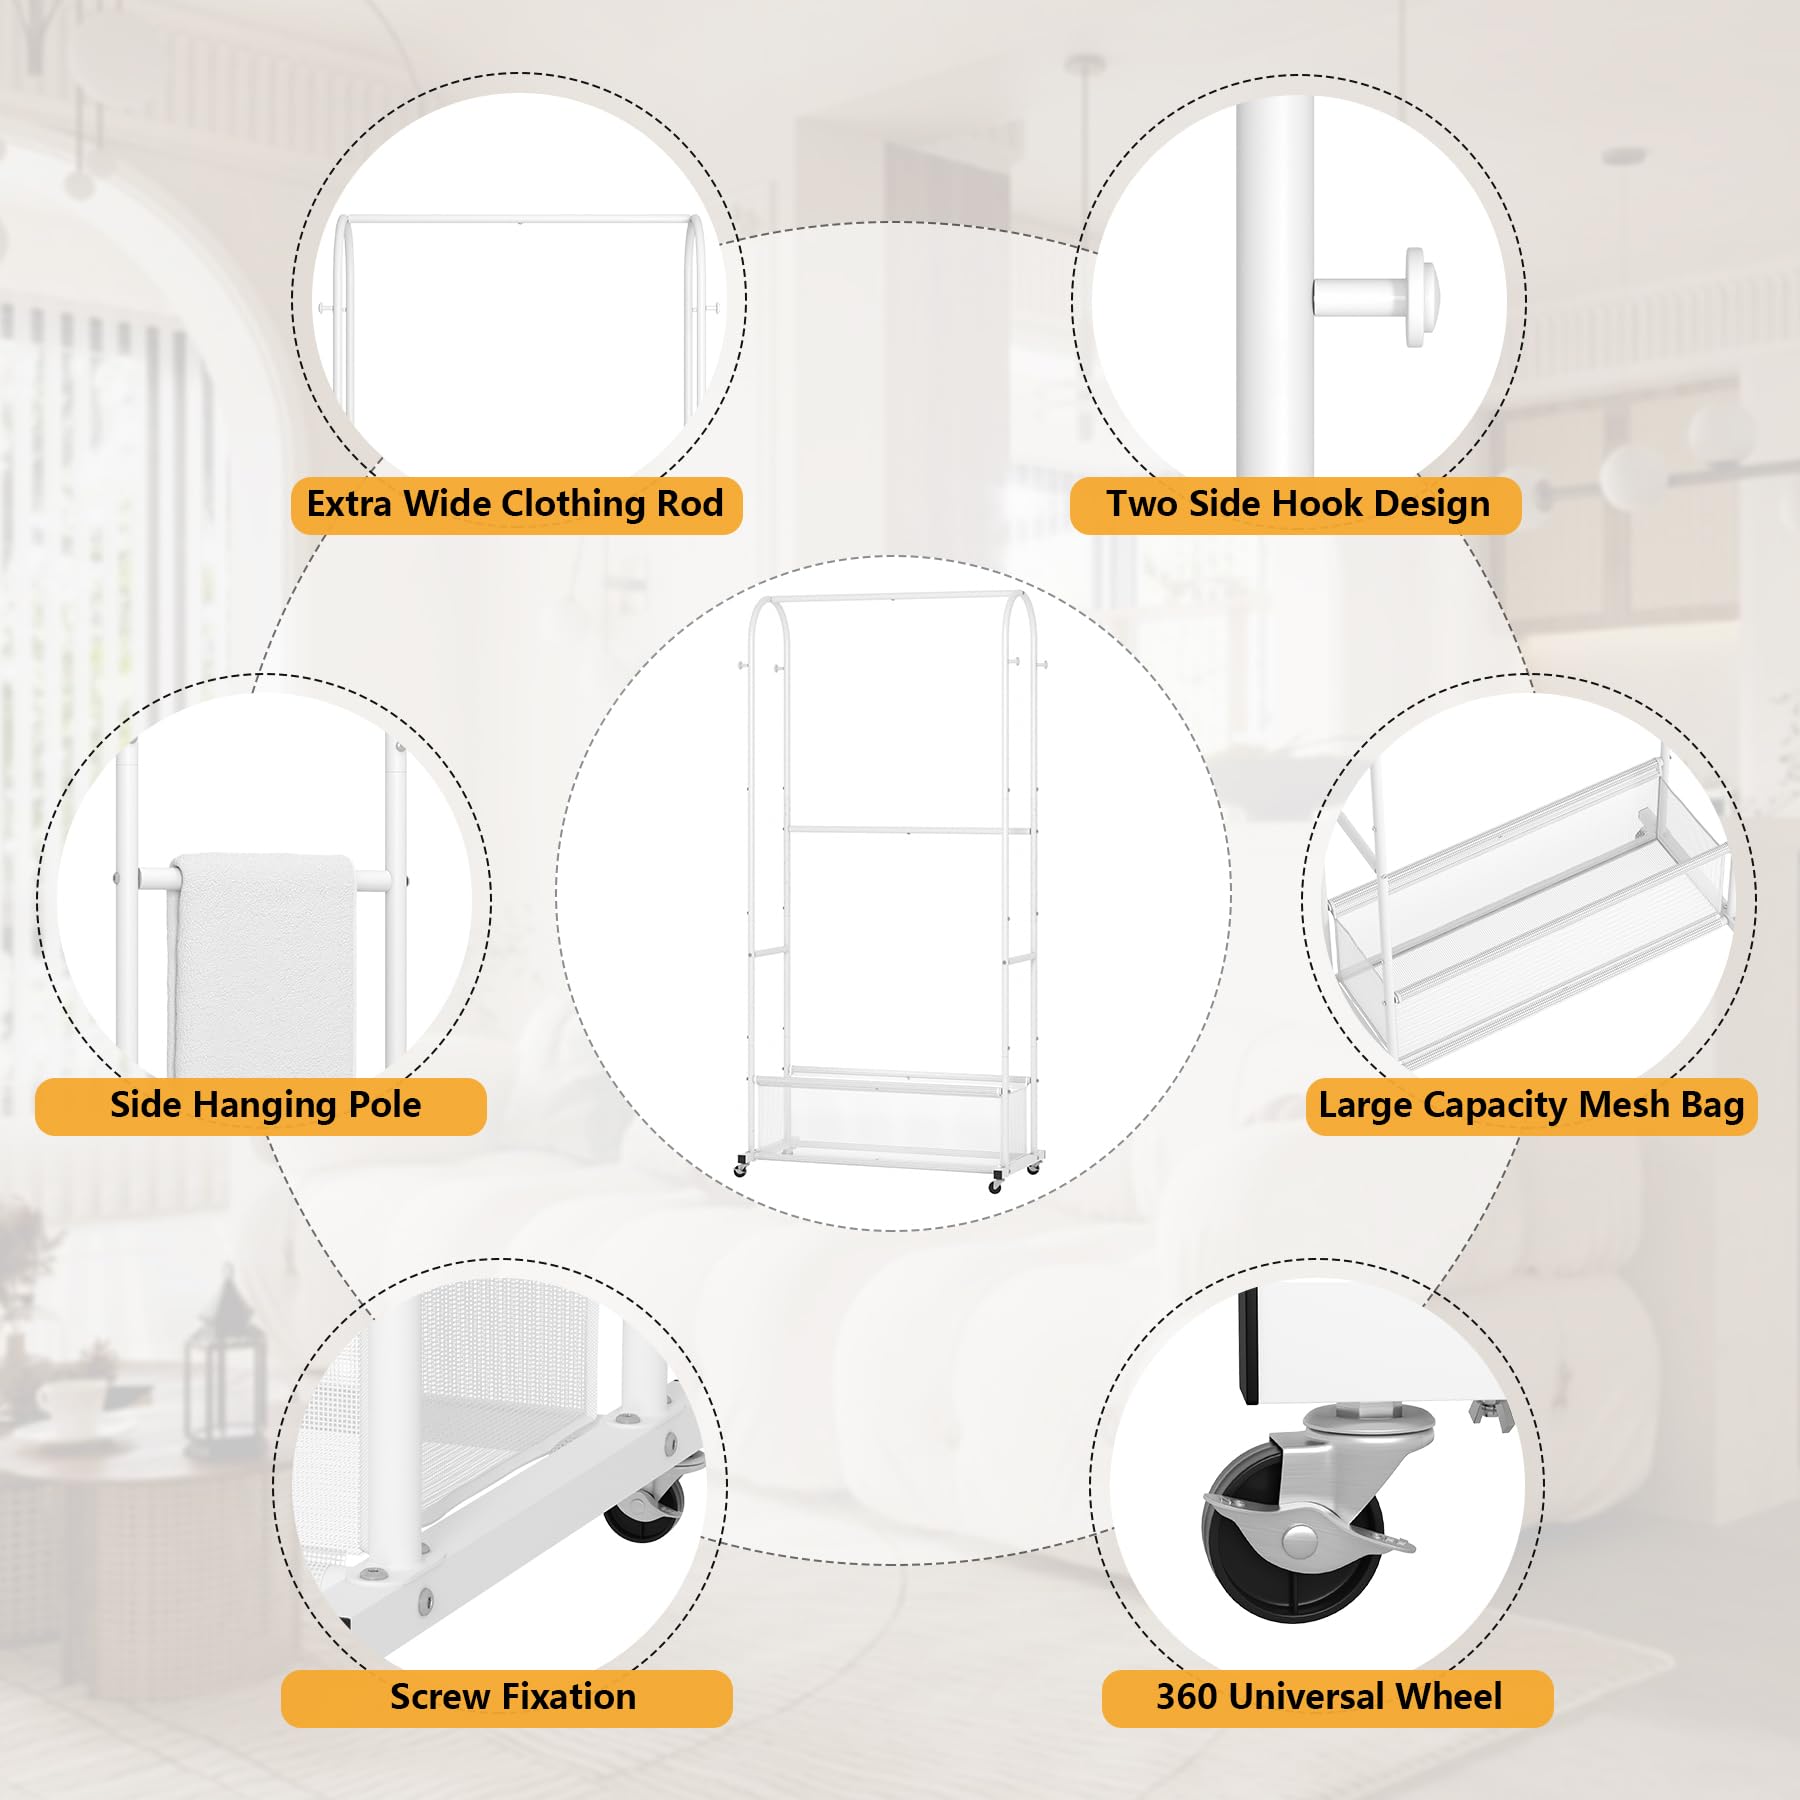 Extra Wide Clothing Rod
Two Side Hook Design
Side Hanging Pole
Large Capacity Mesh Bag
Screw Fixation
360 Universal Wheel